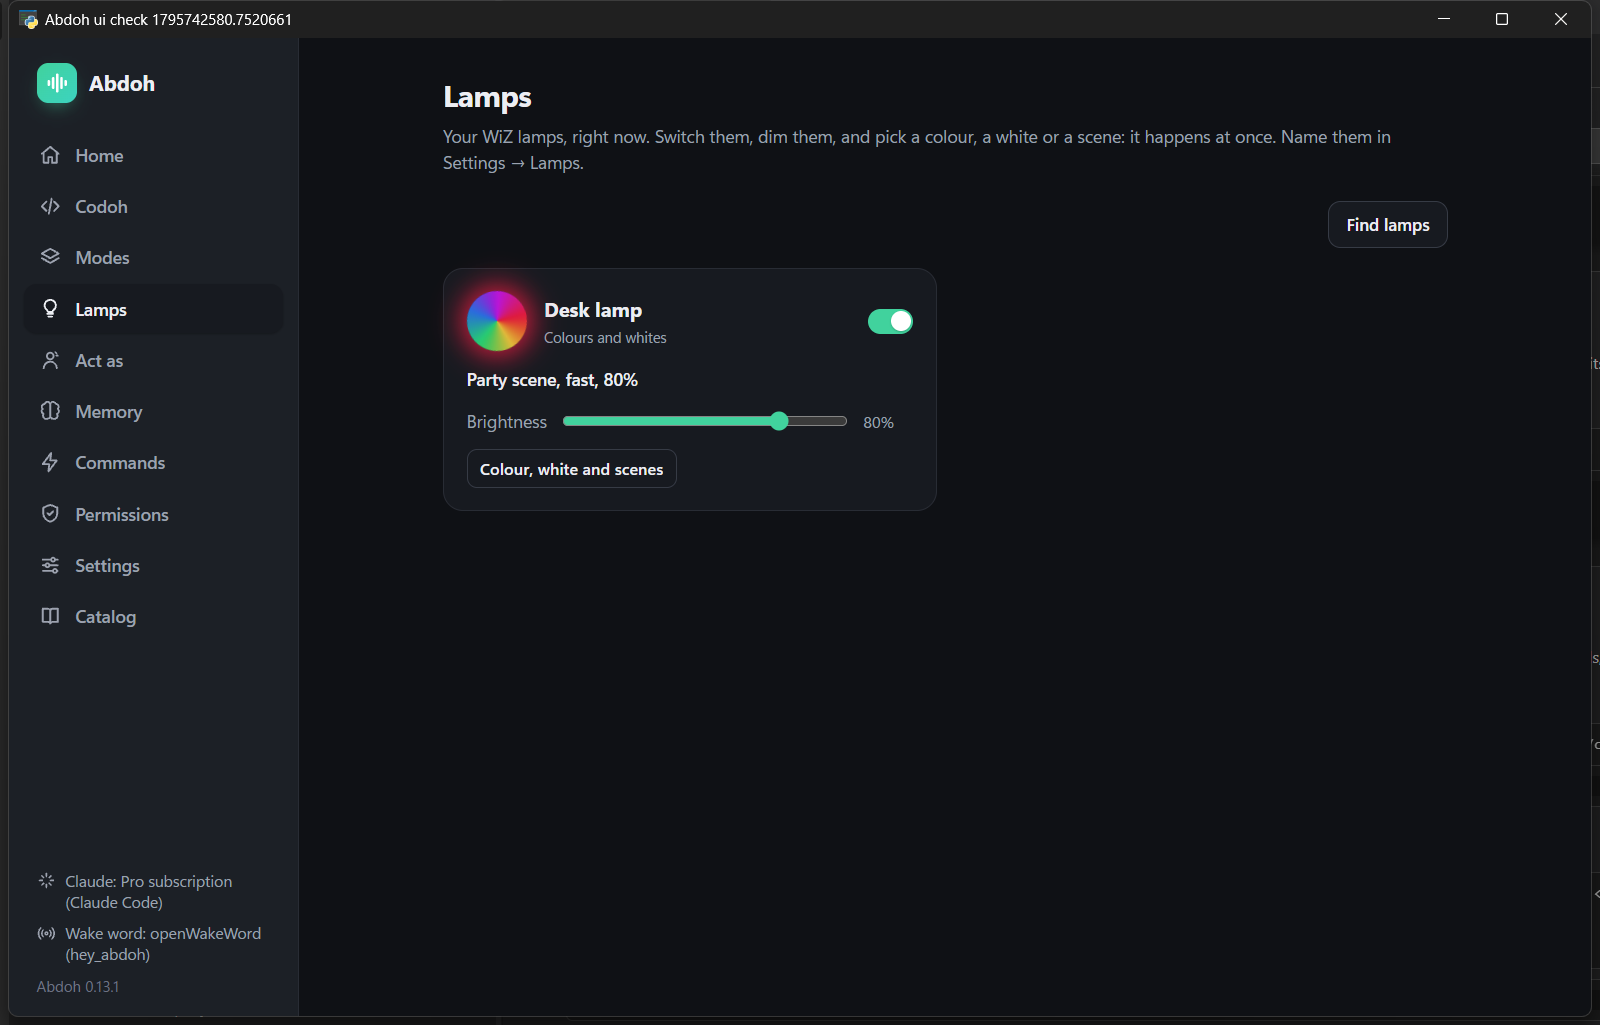 Abdoh ui check 1795742580.7520661
Abdoh
Home
Codoh
Modes
Lamps
Act as
Memory
Commands
Permissions
Settings
Catalog
Claude: Pro subscription
(Claude Code)
Wake word: openWakeWord
(hey_abdoh)
Abdoh 0.13.1
Lamps
Your WiZ lamps, right now. Switch them, dim them, and pick a colour, a white or a scene: it happens at once. Name them in
Settings → Lamps.
Find lamps
Desk lamp
Colours and whites
Party scene, fast, 80%
Brightness 80%
Colour, white and scenes